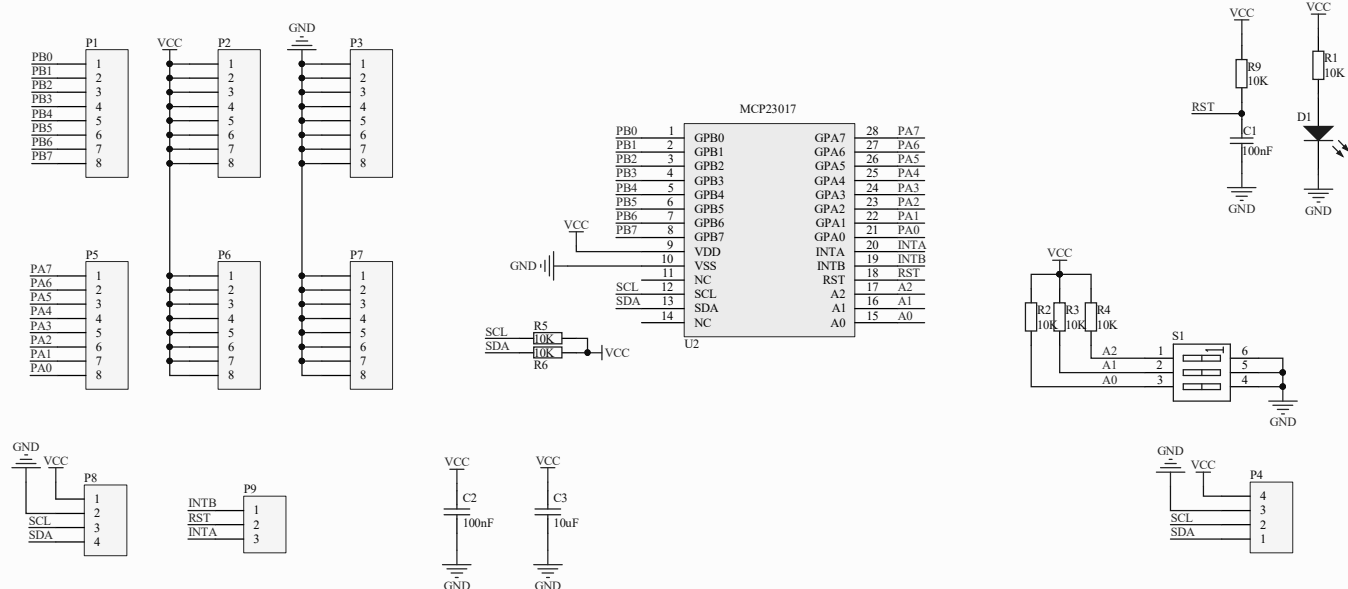 P1
PB0
PB1
PB2
PB3
PB4
PB5
PB6
PB7
1
2
3
4
5
6
7
8
VCC
P2
1
2
3
4
5
6
7
8
GND
P3
1
2
3
4
5
6
7
8
P5
PA7
PA6
PA5
PA4
PA3
PA2
PA1
PA0
1
2
3
4
5
6
7
8
P6
1
2
3
4
5
6
7
8
P7
1
2
3
4
5
6
7
8
MCP23017
PB0 1 GPB0 GPA7 28 PA7
PB1 2 GPB1 GPA6 27 PA6
PB2 3 GPB2 GPA5 26 PA5
PB3 4 GPB3 GPA4 25 PA4
PB4 5 GPB4 GPA3 24 PA3
PB5 6 GPB5 GPA2 23 PA2
PB6 7 GPB6 GPA1 22 PA1
PB7 8 GPB7 GPA0 21 PA0
VCC
9 VDD INTA 20 INTA
GND 10 VSS INTB 19 INTB
11 NC RST 18 RST
SCL 12 SCL A2 17 A2
SDA 13 SDA A1 16 A1
14 NC A0 15 A0
U2
SCL R5 10K
SDA 10K R6
VCC
VCC
R9
10K
RST
C1
100nF
GND
VCC
R1
10K
D1
GND
VCC
R2
10K
R3
10K
R4
10K
S1
1
A2 1 6
A1 2 5
A0 3 4
GND
GND
VCC
P8
1
2
SCL 3
SDA 4
P9
INTB 1
RST 2
INTA 3
VCC
C2
100nF
GND
VCC
C3
10uF
GND
GND
VCC
P4
4
3
SCL 2
SDA 1